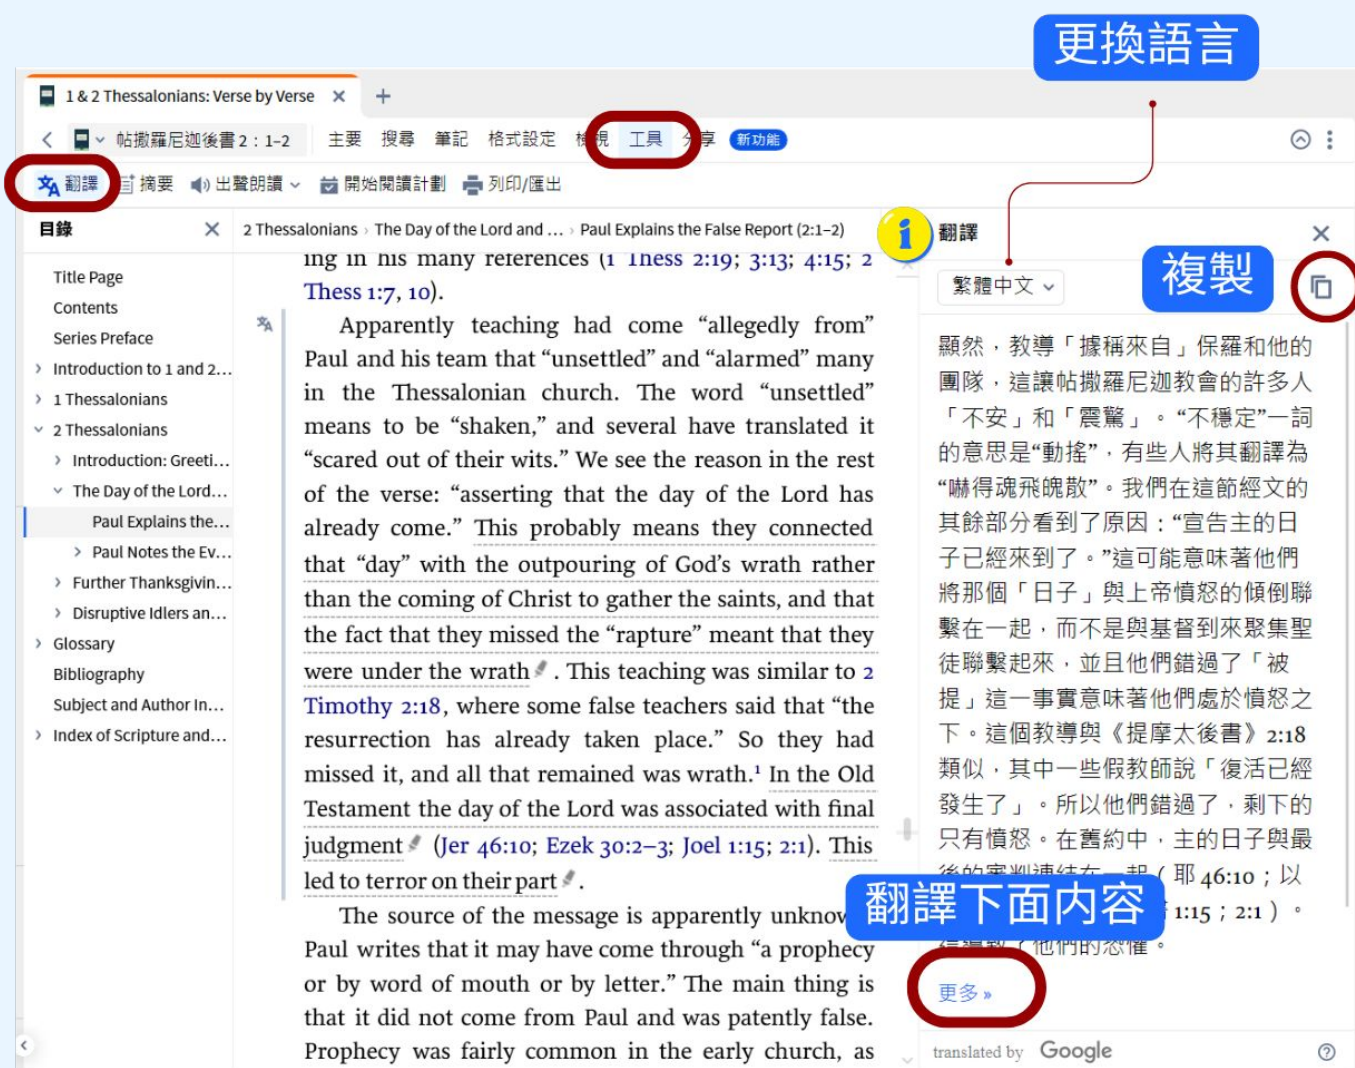 更換語言
1 & 2 Thessalonians: Verse by Verse
帖撒羅尼迦後書 2：1-2
主要 搜尋 筆記 格式設定 檢視 工具 分享 新功能
翻譯 摘要 出聲朗讀 開始閱讀計劃 列印/匯出
目錄
Title Page
Contents
Series Preface
Introduction to 1 and 2...
1 Thessalonians
2 Thessalonians
Introduction: Greeti...
The Day of the Lord...
Paul Explains the...
Paul Notes the Ev...
Further Thanksgivin...
Disruptive Idlers an...
Glossary
Bibliography
Subject and Author In...
Index of Scripture and...
2 Thessalonians › The Day of the Lord and ... › Paul Explains the False Report (2:1–2)
ing in his many references (1 Thess 2:19; 3:13; 4:15; 2
Thess 1:7, 10).
Apparently teaching had come “allegedly from”
Paul and his team that “unsettled” and “alarmed” many
in the Thessalonian church. The word “unsettled”
means to be “shaken,” and several have translated it
“scared out of their wits.” We see the reason in the rest
of the verse: “asserting that the day of the Lord has
already come.” This probably means they connected
that “day” with the outpouring of God’s wrath rather
than the coming of Christ to gather the saints, and that
the fact that they missed the “rapture” meant that they
were under the wrath. This teaching was similar to 2
Timothy 2:18, where some false teachers said that “the
resurrection has already taken place.” So they had
missed it, and all that remained was wrath.¹ In the Old
Testament the day of the Lord was associated with final
judgment (Jer 46:10; Ezek 30:2–3; Joel 1:15; 2:1). This
led to terror on their part.
The source of the message is apparently
Paul writes that it may have come through “a prophecy
or by word of mouth or by letter.” The main thing is
that it did not come from Paul and was patently false.
Prophecy was fairly common in the early church, as
翻譯
繁體中文
複製
顯然，教導「據稱來自」保羅和他的
團隊，這讓帖撒羅尼迦教會的許多人
「不安」和「震驚」。“不穩定”一詞
的意思是“動搖”，有些人將其翻譯為
“嚇得魂飛魄散”。我們在這節經文的
其餘部分看到了原因：“宣告主的日
子已經來到了。”這可能意味著他們
將那個「日子」與上帝憤怒的傾倒聯
繫在一起，而不是與基督到來聚集聖
徒聯繫起來，並且他們錯過了「被
提」這一事實意味著他們處於憤怒之
下。這個教導與《提摩太後書》2:18
類似，其中一些假教師說「復活已經
發生了」。所以他們錯過了，剩下的
只有憤怒。在舊約中，主的日子與最
後的審判連結在一起（耶 46:10；以
1:15；2:1）。
他們的恐懼。
翻譯下面内容
更多 »
translated by Google